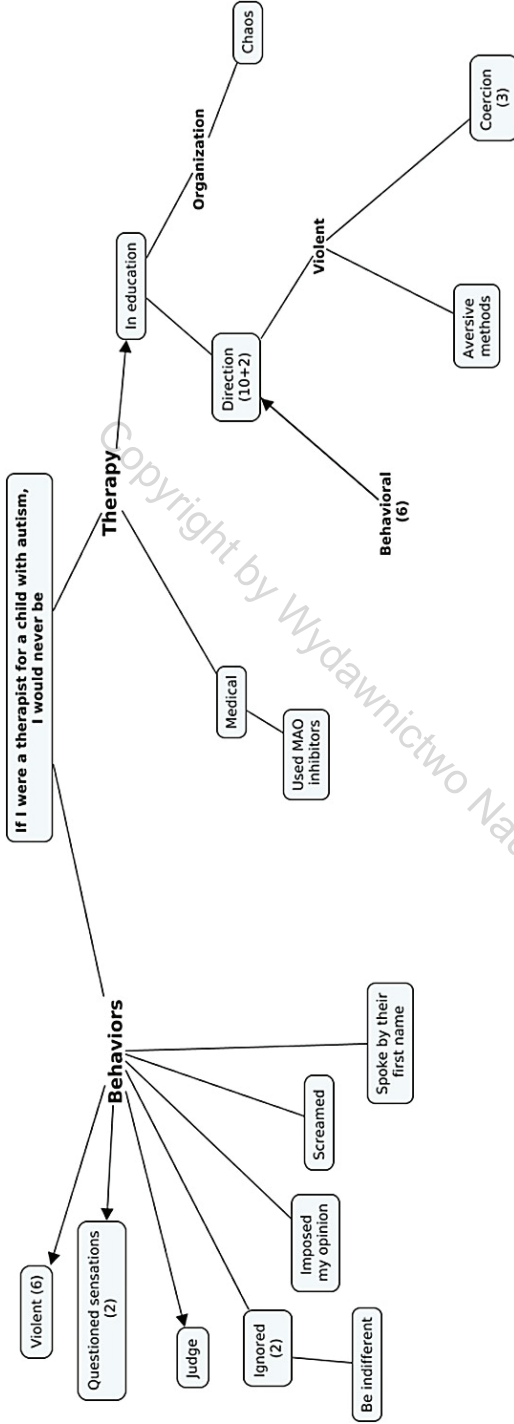 If I were a therapist for a child with autism,
I would never be
Behaviors
Therapy
Violent (6)
Questioned sensations
(2)
Judge
Ignored
(2)
Be indifferent
Imposed
my opinion
Screamed
Spoke by their
first name
Medical
Used MAO
inhibitors
In education
Direction
(10+2)
Behavioral
(6)
Violent
Aversive
methods
Coercion
(3)
Organization
Chaos
Copyright by Wydawnictwo